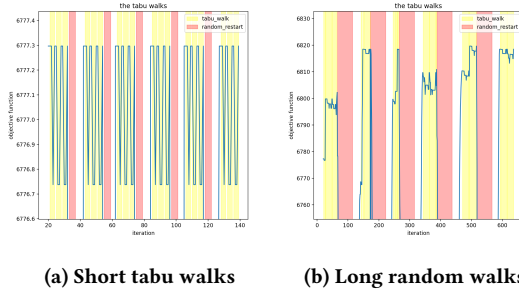 the tabu walks
tabu_walk
random_restart
objective function
6777.4
6777.3
6777.2
6777.1
6777.0
6776.9
6776.8
6776.7
6776.6
20 40 60 80 100 120 140
iteration
(a) Short tabu walks
the tabu walks
tabu_walk
random_restart
objective function
6830
6820
6810
6800
6790
6780
6770
6760
0 100 200 300 400 500 600
iteration
(b) Long random walks